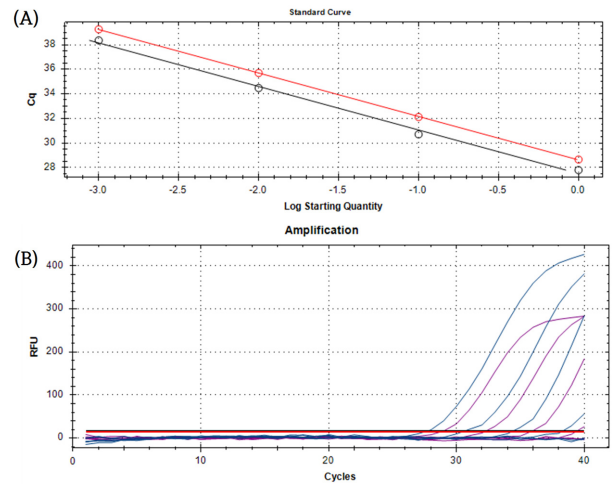 (A)
Standard Curve
Cq
38
36
34
32
30
28
-3.0 -2.5 -2.0 -1.5 -1.0 -0.5 0.0
Log Starting Quantity
(B)
Amplification
RFU
400
300
200
100
0
0 10 20 30 40
Cycles